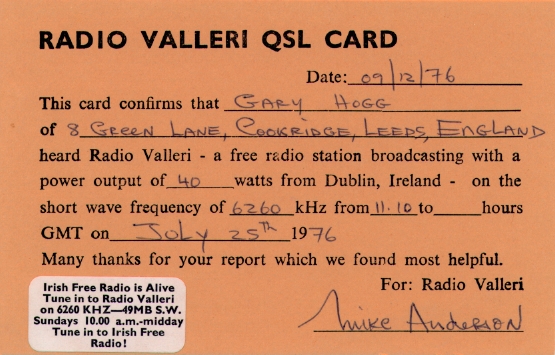 RADIO VALLERI QSL CARD
Date: 09/12/76
This card confirms that GARY HOGG
of 8 GREEN LANE, COOKRIDGE, LEEDS, ENGLAND
heard Radio Valleri - a free radio station broadcasting with a
power output of 40 watts from Dublin, Ireland - on the
short wave frequency of 6260 kHz from 11.10 to hours
GMT on JULY 25th 1976
Many thanks for your report which we found most helpful.
For: Radio Valleri
Mike Anderson
Irish Free Radio is Alive
Tune in to Radio Valleri
on 6260 KHZ—49MB S.W.
Sundays 10.00 a.m.-midday
Tune in to Irish Free
Radio!